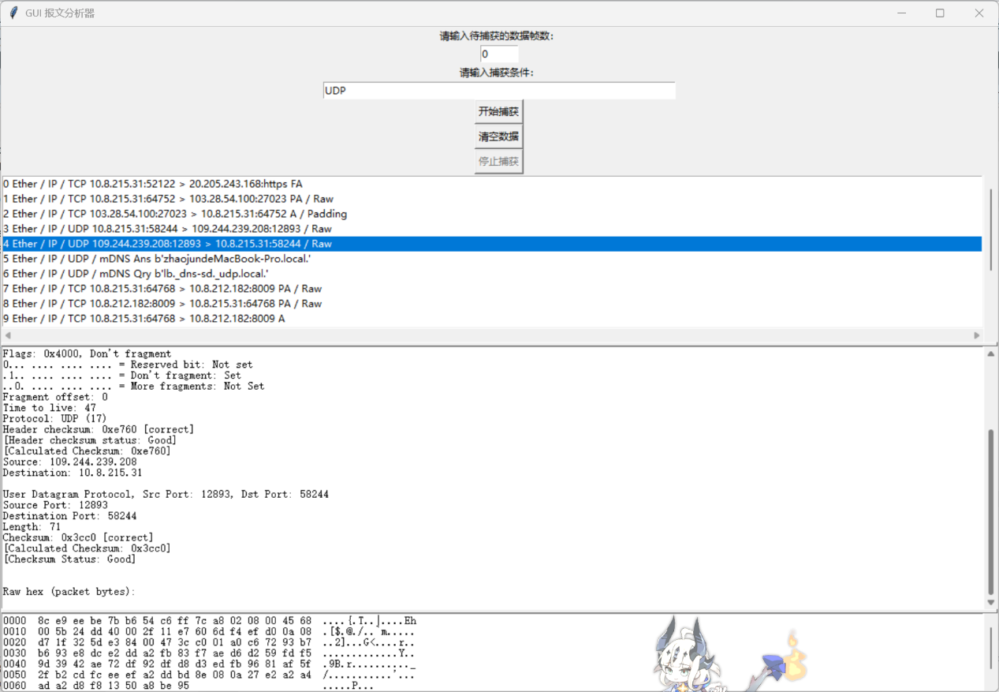 GUI 报文分析器
请输入待捕获的数据帧数:
0
请输入捕获条件:
UDP
开始捕获
清空数据
停止捕获
0 Ether / IP / TCP 10.8.215.31:52122 > 20.205.243.168:https FA
1 Ether / IP / TCP 10.8.215.31:64752 > 103.28.54.100:27023 PA / Raw
2 Ether / IP / TCP 103.28.54.100:27023 > 10.8.215.31:64752 A / Padding
3 Ether / IP / UDP 10.8.215.31:58244 > 109.244.239.208:12893 / Raw
4 Ether / IP / UDP 109.244.239.208:12893 > 10.8.215.31:58244 / Raw
5 Ether / IP / UDP / mDNS Ans b'zhaojundeMacBook-Pro.local.'
6 Ether / IP / UDP / mDNS Qry b'lb._dns-sd._udp.local.'
7 Ether / IP / TCP 10.8.215.31:64768 > 10.8.212.182:8009 PA / Raw
8 Ether / IP / TCP 10.8.212.182:8009 > 10.8.215.31:64768 PA / Raw
9 Ether / IP / TCP 10.8.215.31:64768 > 10.8.212.182:8009 A
Flags: 0x4000, Don't fragment
0... .... .... .... = Reserved bit: Not set
.1.. .... .... .... = Don't fragment: Set
..0. .... .... .... = More fragments: Not Set
Fragment offset: 0
Time to live: 47
Protocol: UDP (17)
Header checksum: 0xe760 [correct]
[Header checksum status: Good]
[Calculated Checksum: 0xe760]
Source: 109.244.239.208
Destination: 10.8.215.31
User Datagram Protocol, Src Port: 12893, Dst Port: 58244
Source Port: 12893
Destination Port: 58244
Length: 71
Checksum: 0x3cc0 [correct]
[Calculated Checksum: 0x3cc0]
[Checksum Status: Good]
Raw hex (packet bytes):
0000 8c e9 ee be 7b b6 54 c6 ff 7c a8 02 08 00 45 68 ....{.T..|....Eh
0010 00 5b 24 dd 40 00 2f 11 e7 60 6d f4 ef d0 0a 08 .[$.@./..`m.....
0020 d7 1f 32 5d e3 84 00 47 3c c0 01 a0 c6 72 93 b7 ..2]...G<....r..
0030 b6 93 e8 dc e2 dd a2 fb 83 f7 ae d6 d2 59 fd f5 .............Y..
0040 9d 39 42 ae 72 df 92 df d8 d3 ed fb 96 81 af 5f .9B.r.........._
0050 2f b2 cd fc ee ef a2 dd bd 8e 08 0a 27 e2 a2 a4 /...........'...
0060 ad a2 d8 f8 13 50 a8 be 95 .....P...